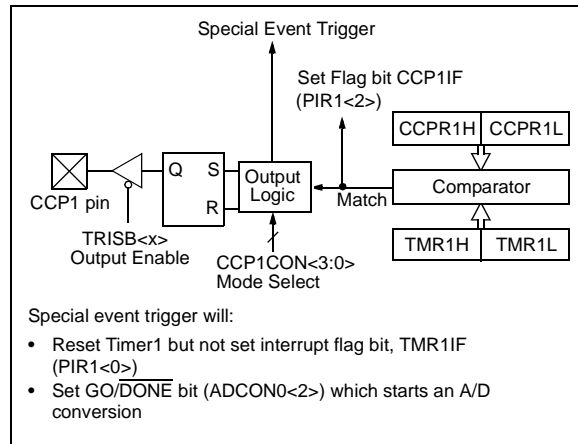 Special Event Trigger
Set Flag bit CCP1IF
(PIR1<2>)
CCPR1H CCPR1L
Q S Output
Logic
R
Match
Comparator
CCP1 pin
TRISB<x>
Output Enable
CCP1CON<3:0>
Mode Select
TMR1H TMR1L
Special event trigger will:
• Reset Timer1 but not set interrupt flag bit, TMR1IF
(PIR1<0>)
• Set GO/DONE bit (ADCON0<2>) which starts an A/D
conversion